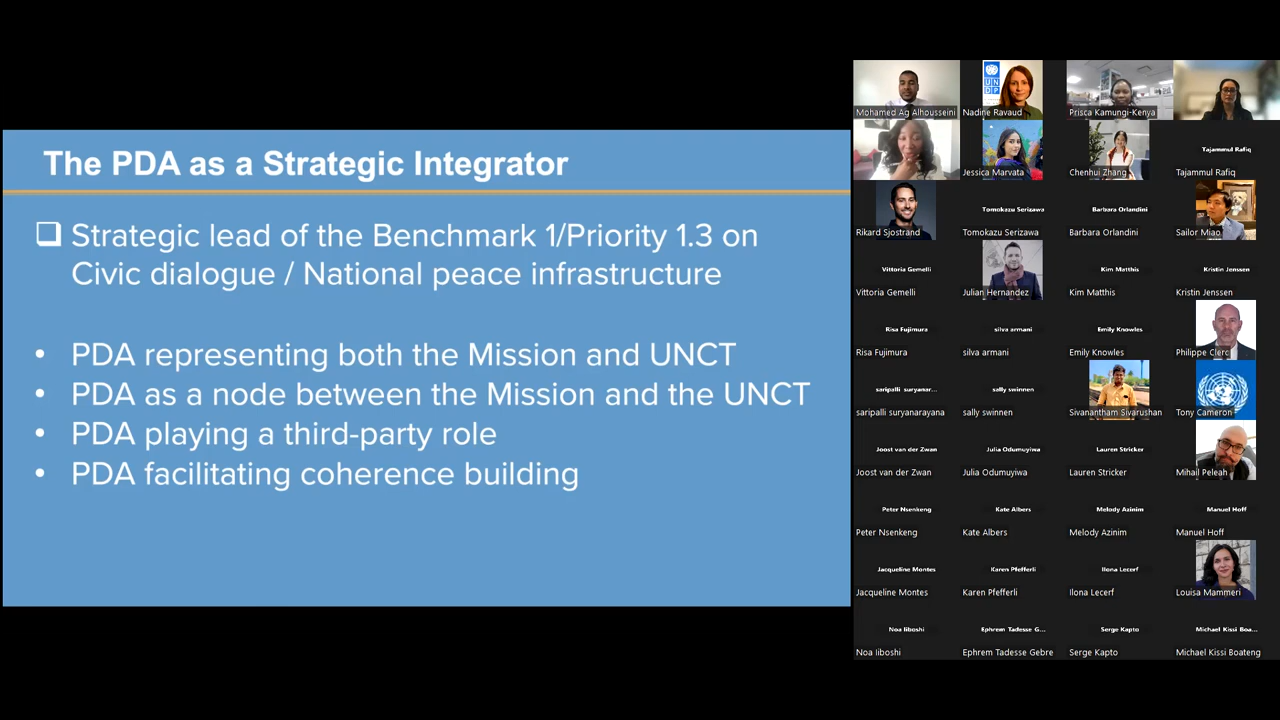 The PDA as a Strategic Integrator
❑ Strategic lead of the Benchmark 1/Priority 1.3 on
Civic dialogue / National peace infrastructure
• PDA representing both the Mission and UNCT
• PDA as a node between the Mission and the UNCT
• PDA playing a third-party role
• PDA facilitating coherence building
UN
DP
Mohamed Ag Alhousseini
Nadine Ravaud
Prisca Kamungi-Kenya
Tajammul Rafiq
Jessica Marvata
Chenhui Zhang
Tajammul Rafiq
Tomokazu Serizawa
Barbara Orlandini
Rikard Sjostrand
Tomokazu Serizawa
Barbara Orlandini
Sailor Miao
Vittoria Gemelli
Kim Matthis
Kristin Jenssen
Vittoria Gemelli
Julian Hernandez
Kim Matthis
Kristin Jenssen
Risa Fujimura
silva armani
Emily Knowles
Risa Fujimura
silva armani
Emily Knowles
Philippe Clerc
saripalli suryanar...
sally swinnen
saripalli suryanarayana
sally swinnen
Sivanantham Sivarushan
Tony Cameron
Joost van der Zwan
Julia Odumuyiwa
Lauren Stricker
Joost van der Zwan
Julia Odumuyiwa
Lauren Stricker
Mihail Peleah
Peter Nsenkeng
Kate Albers
Melody Azinim
Manuel Hoff
Peter Nsenkeng
Kate Albers
Melody Azinim
Manuel Hoff
Jacqueline Montes
Karen Pfefferli
Ilona Lecerf
Jacqueline Montes
Karen Pfefferli
Ilona Lecerf
Louisa Mammeri
Noa Iiboshi
Ephrem Tadesse G...
Serge Kapto
Michael Kissi Boa...
Noa Iiboshi
Ephrem Tadesse Gebre
Serge Kapto
Michael Kissi Boateng